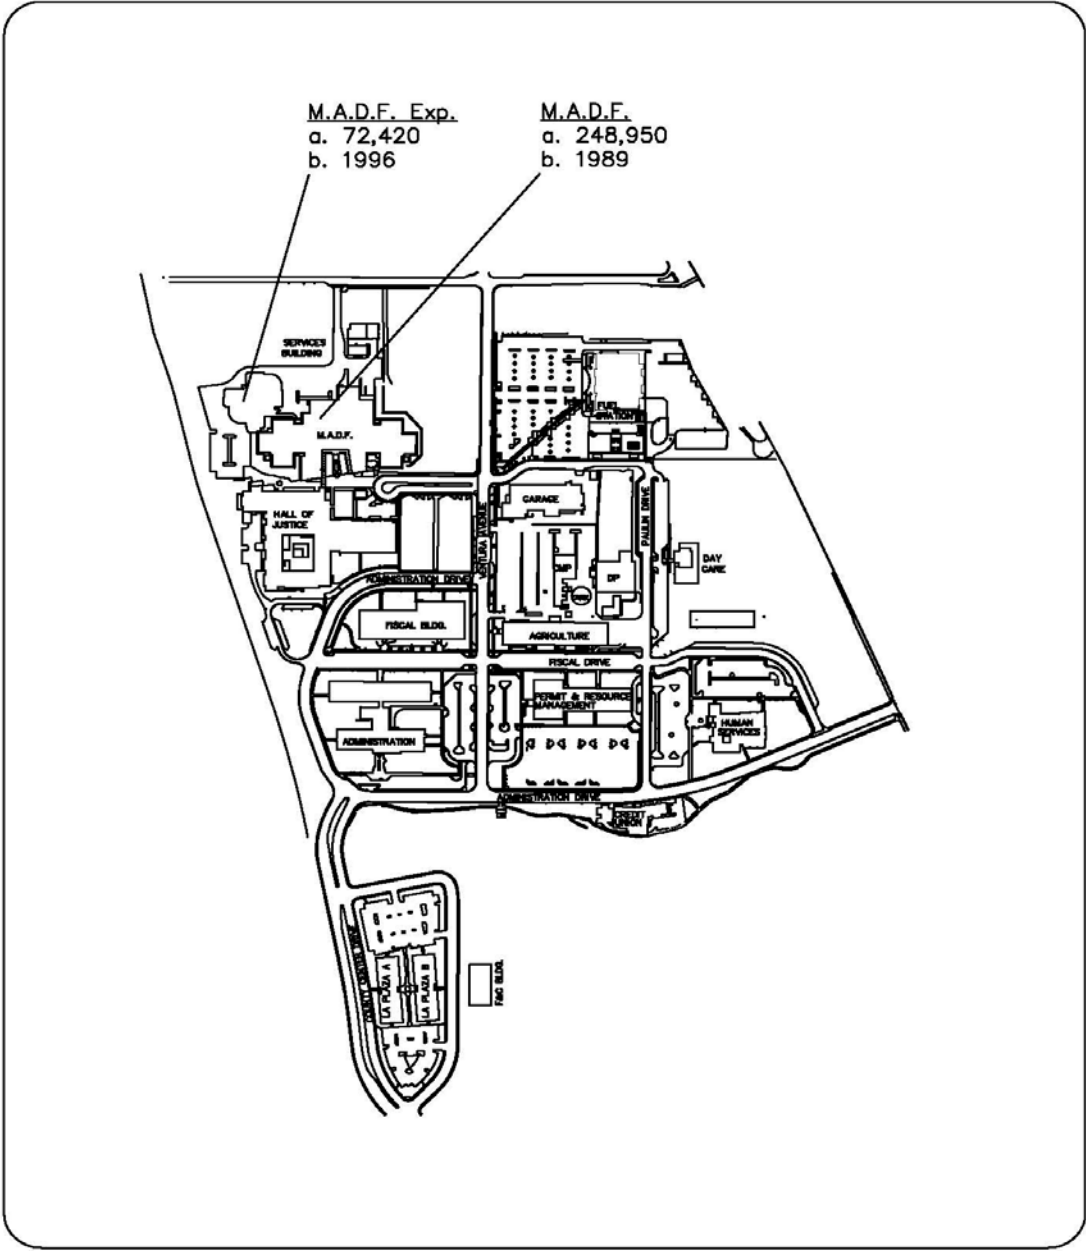 M.A.D.F. Exp.
a. 72,420
b. 1996
M.A.D.F.
a. 248,950
b. 1989
SERVICES
BUILDING
FUEL
STATION
M.A.D.F.
GARAGE
HALL OF
JUSTICE
VENTURA AVENUE
PAULIN DRIVE
DAY
CARE
CMP
DP
ADMINISTRATION DRIVE
FISCAL BLDG.
AGRICULTURE
FISCAL DRIVE
PERMIT & RESOURCE
MANAGEMENT
HUMAN
SERVICES
ADMINISTRATION
ADMINISTRATION DRIVE
CREDIT
UNION
COUNTY CENTER DRIVE
LA PLAZA A
LA PLAZA B
F&C BLDG.